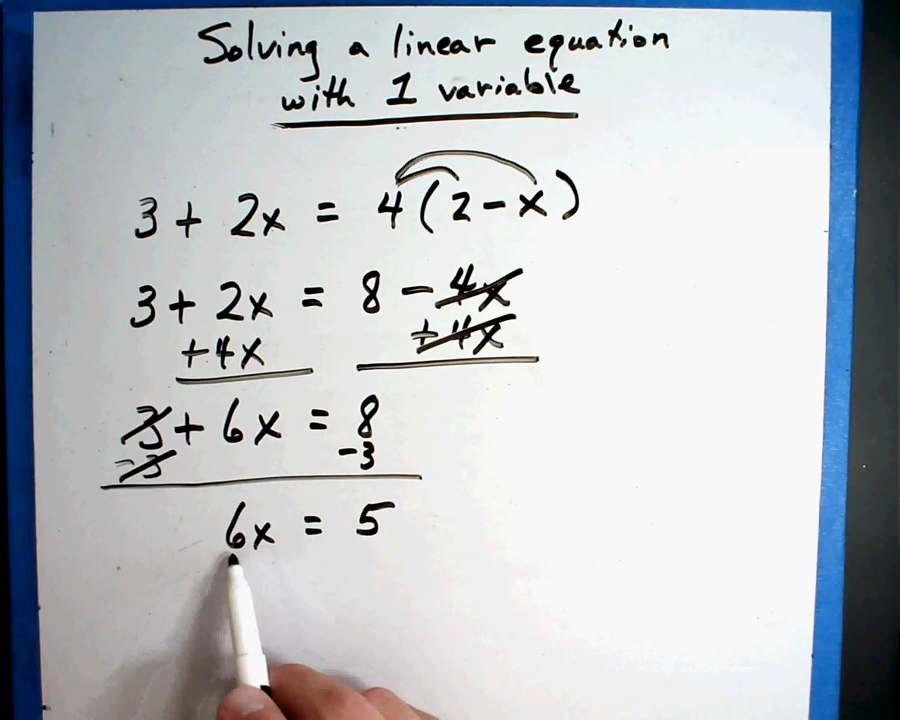 Solving a linear equation
with 1 variable
3 + 2x = 4(2 - x)
3 + 2x = 8 - 4x
+4x +4x
3 + 6x = 8
-3 -3
6x = 5